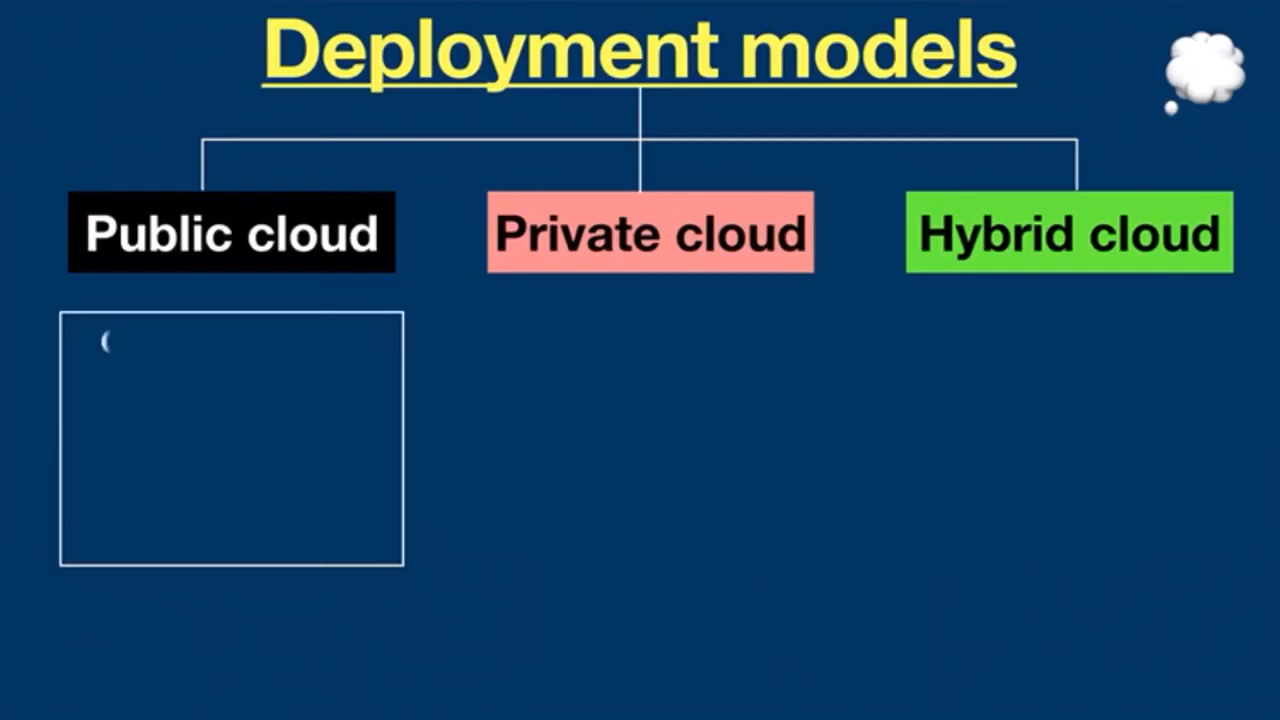 Deployment models
Public cloud
Private cloud
Hybrid cloud